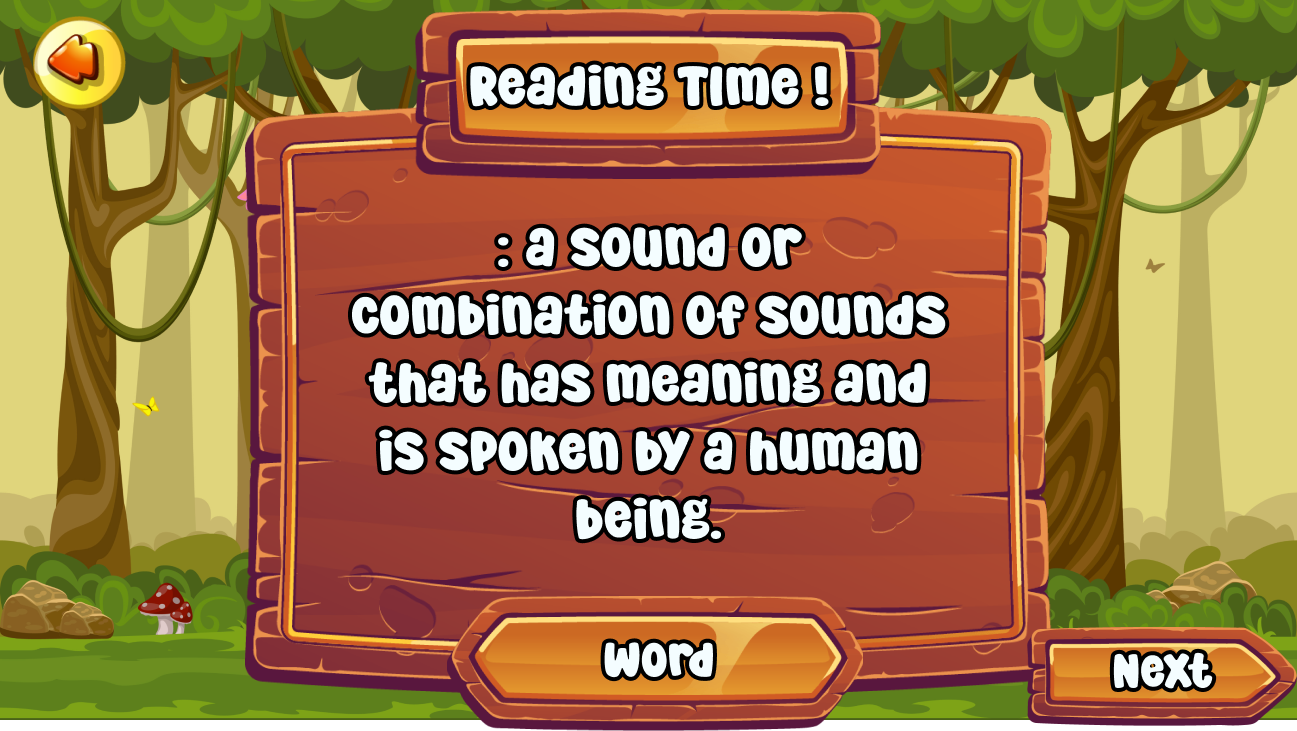 Reading TIme !
: a sound or
combination of sounds
that has meaning and
is spoken by a human
being.
Word
Next